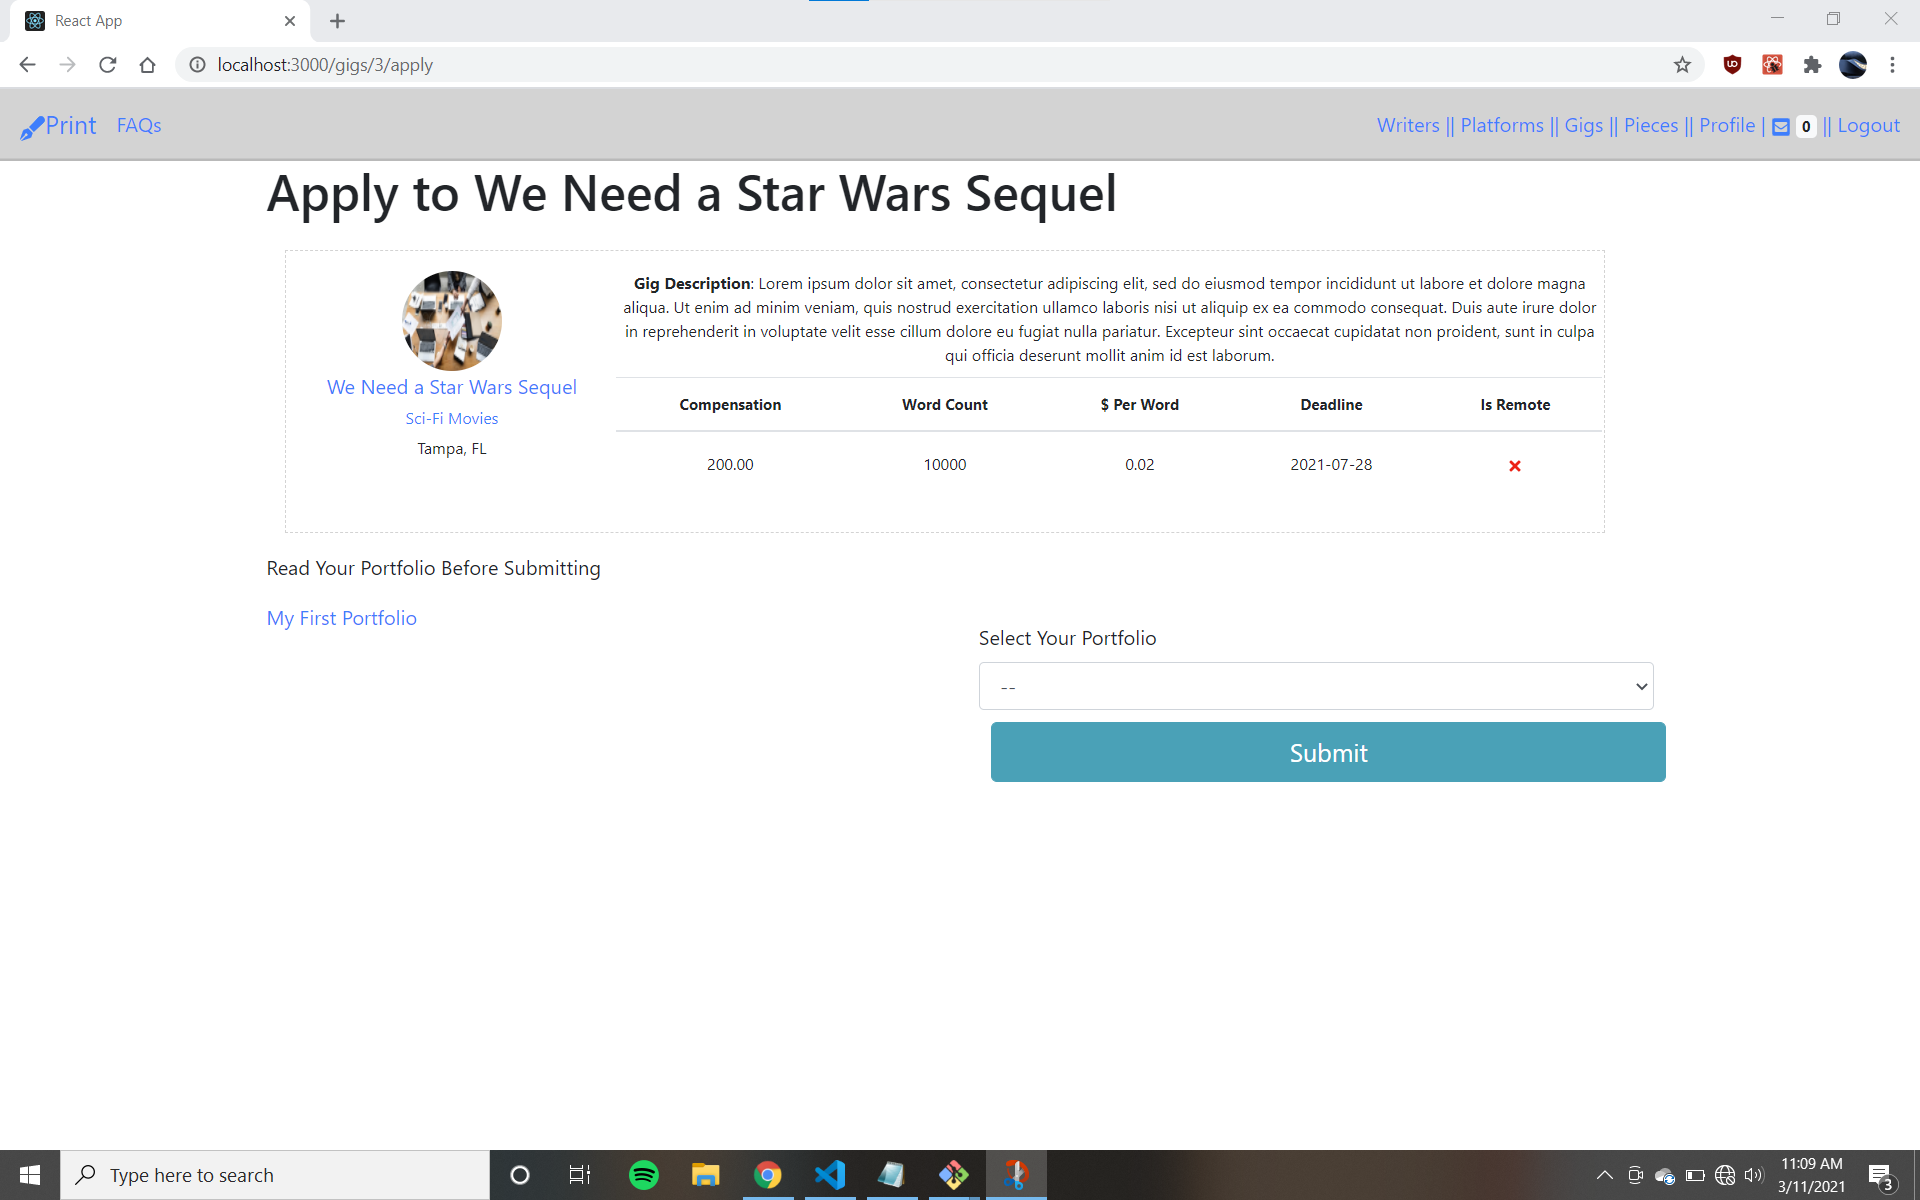 React App
localhost:3000/gigs/3/apply
Print FAQs Writers || Platforms || Gigs || Pieces || Profile | 0 || Logout
Apply to We Need a Star Wars Sequel
Gig Description: Lorem ipsum dolor sit amet, consectetur adipiscing elit, sed do eiusmod tempor incididunt ut labore et dolore magna
aliqua. Ut enim ad minim veniam, quis nostrud exercitation ullamco laboris nisi ut aliquip ex ea commodo consequat. Duis aute irure dolor
in reprehenderit in voluptate velit esse cillum dolore eu fugiat nulla pariatur. Excepteur sint occaecat cupidatat non proident, sunt in culpa
qui officia deserunt mollit anim id est laborum.
We Need a Star Wars Sequel
Sci-Fi Movies
Tampa, FL
Compensation Word Count $ Per Word Deadline Is Remote
200.00 10000 0.02 2021-07-28
Read Your Portfolio Before Submitting
My First Portfolio
Select Your Portfolio
--
Submit
Type here to search
11:09 AM
3/11/2021
3